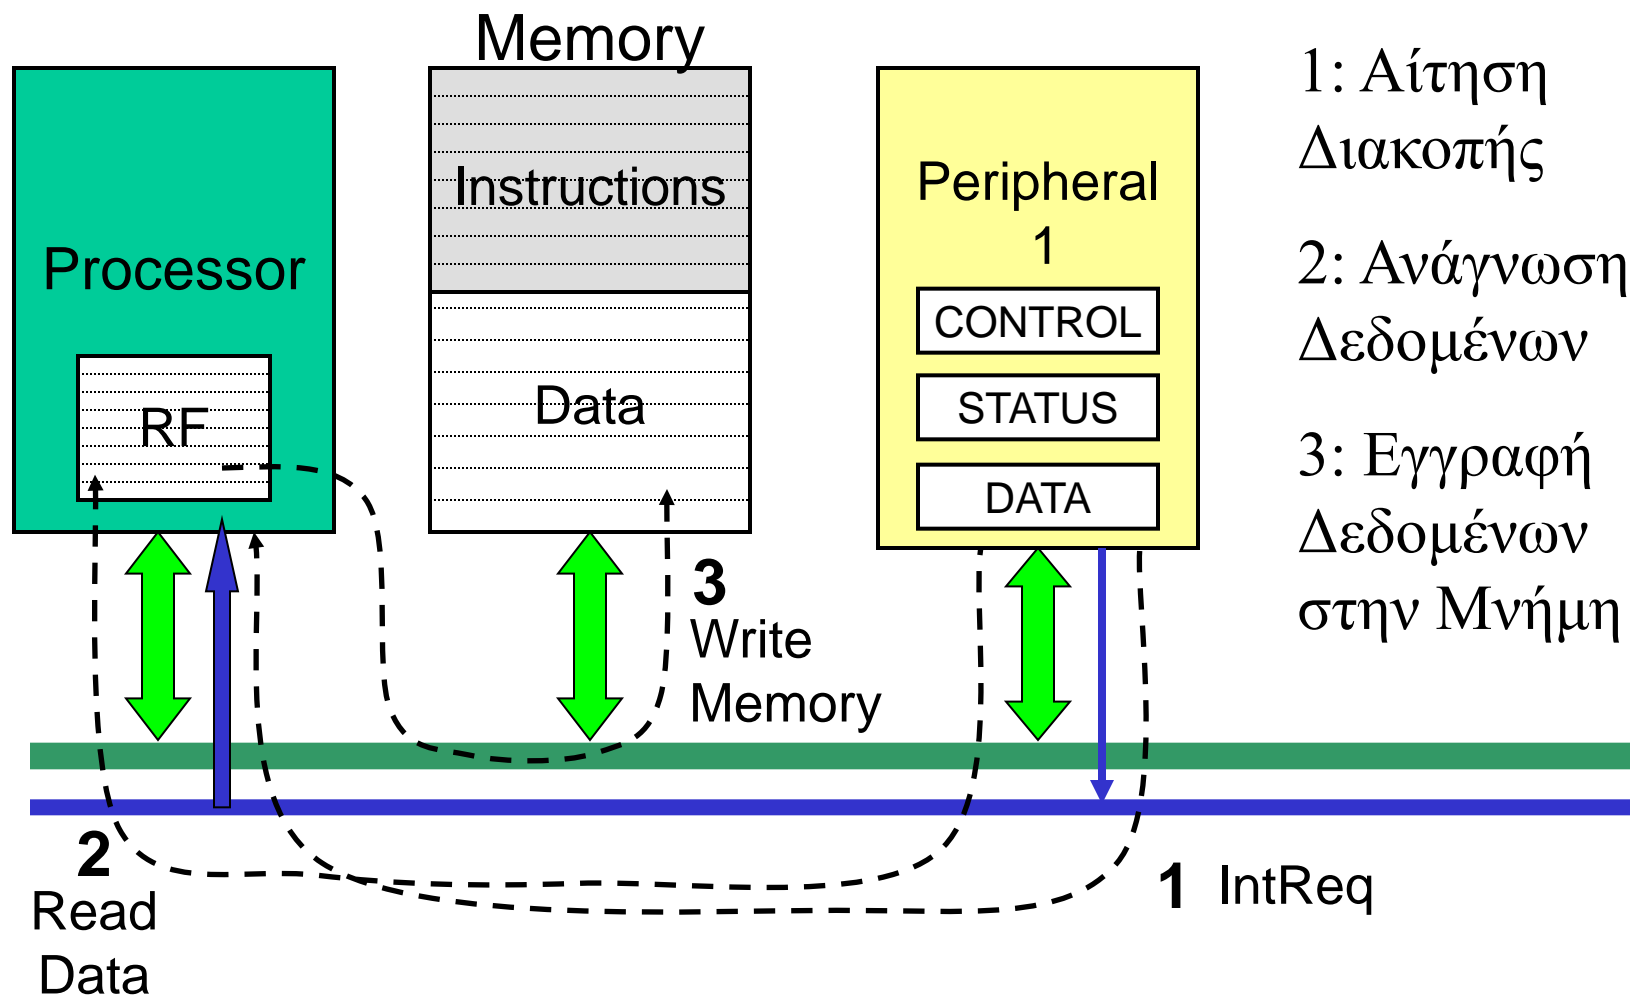 Memory
Processor
RF
Instructions
Data
Peripheral
1
CONTROL
STATUS
DATA
1: Αίτηση
Διακοπής
2: Ανάγνωση
Δεδομένων
3: Εγγραφή
Δεδομένων
στην Μνήμη
3
Write
Memory
2
Read
Data
1 IntReq